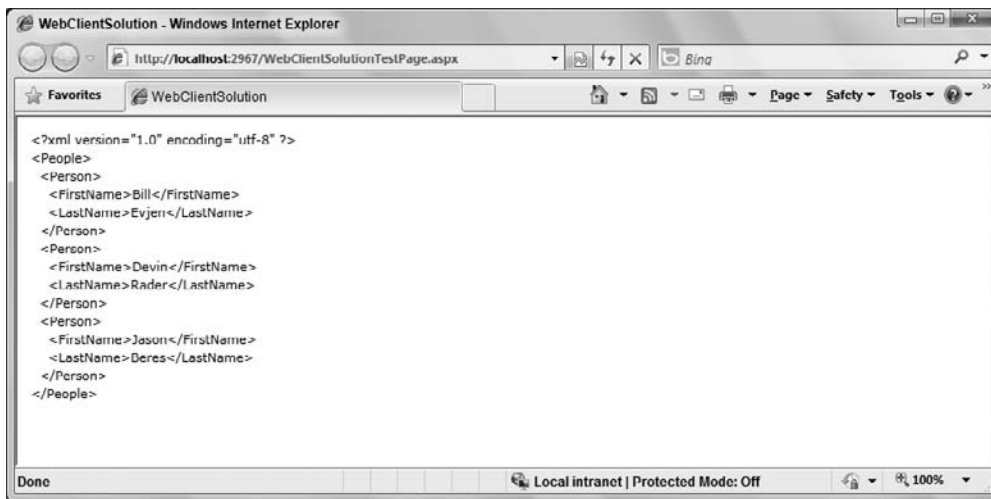 WebClientSolution - Windows Internet Explorer
http://localhost:2967/WebClientSolutionTestPage.aspx
Bing
Favorites
WebClientSolution
Page
Safety
Tools
<?xml version="1.0" encoding="utf-8" ?>
<People>
<Person>
<FirstName>Bill</FirstName>
<LastName>Evjen</LastName>
</Person>
<Person>
<FirstName>Devin</FirstName>
<LastName>Rader</LastName>
</Person>
<Person>
<FirstName>Jason</FirstName>
<LastName>Beres</LastName>
</Person>
</People>
Done
Local intranet | Protected Mode: Off
100%